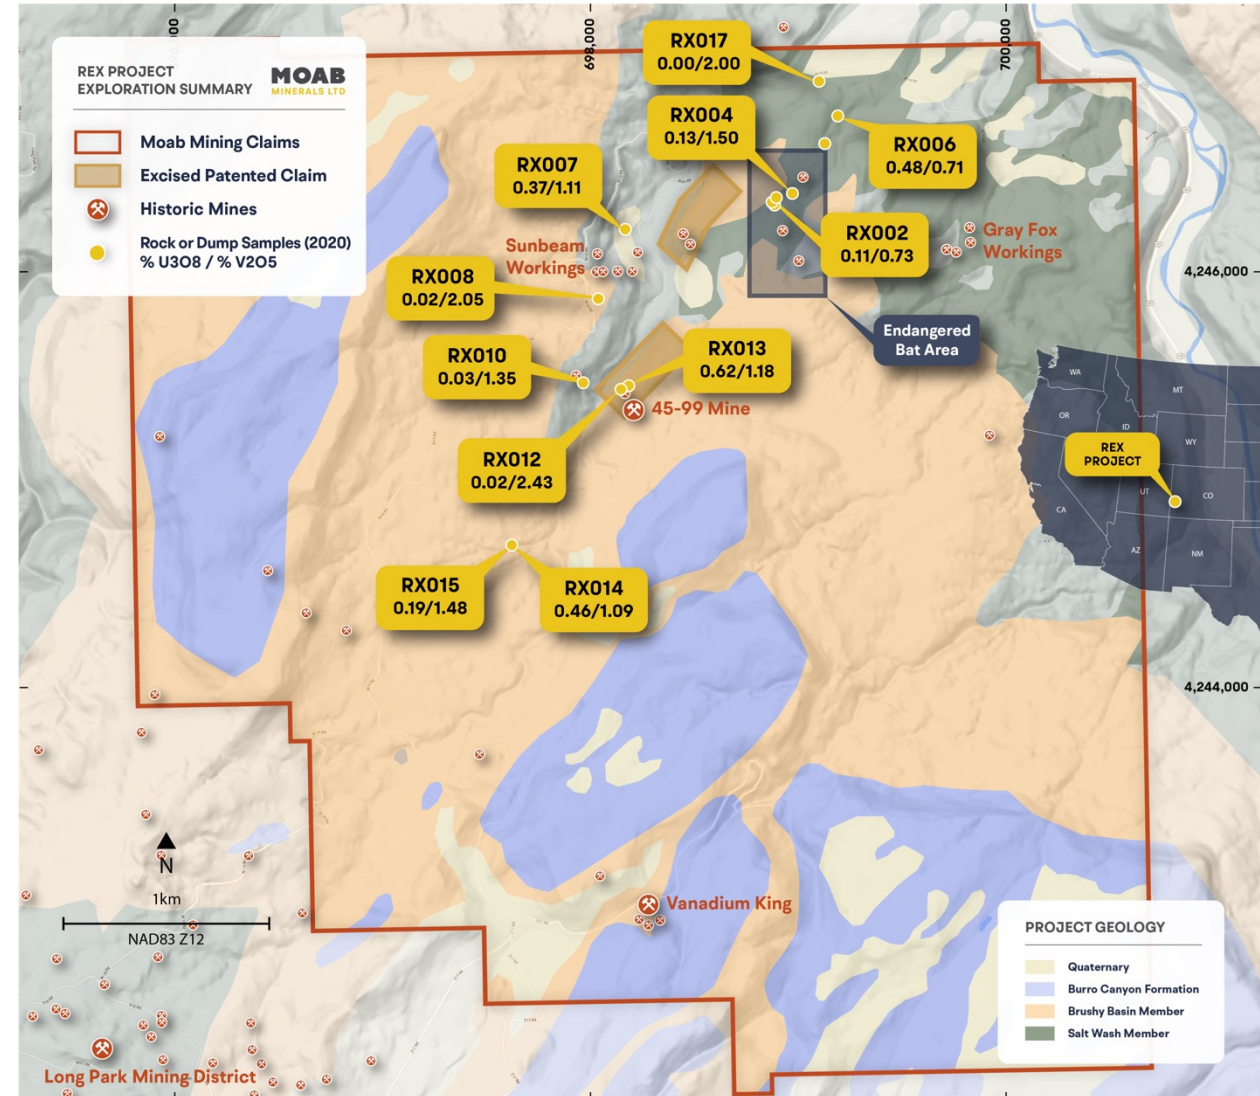 698,000
700,000
REX PROJECT
EXPLORATION SUMMARY
MOAB
MINERALS LTD
Moab Mining Claims
Excised Patented Claim
Historic Mines
Rock or Dump Samples (2020)
% U3O8 / % V2O5
RX017
0.00/2.00
RX004
0.13/1.50
RX006
0.48/0.71
RX007
0.37/1.11
RX002
0.11/0.73
Gray Fox
Workings
Sunbeam
Workings
RX008
0.02/2.05
4,246,000
Endangered
Bat Area
RX010
0.03/1.35
RX013
0.62/1.18
45-99 Mine
RX012
0.02/2.43
WA
MT
OR
ID
WY
REX
PROJECT
UT
CO
CA
AZ
NM
RX015
0.19/1.48
RX014
0.46/1.09
4,244,000
N
1km
NAD83 Z12
Vanadium King
Long Park Mining District
PROJECT GEOLOGY
Quaternary
Burro Canyon Formation
Brushy Basin Member
Salt Wash Member